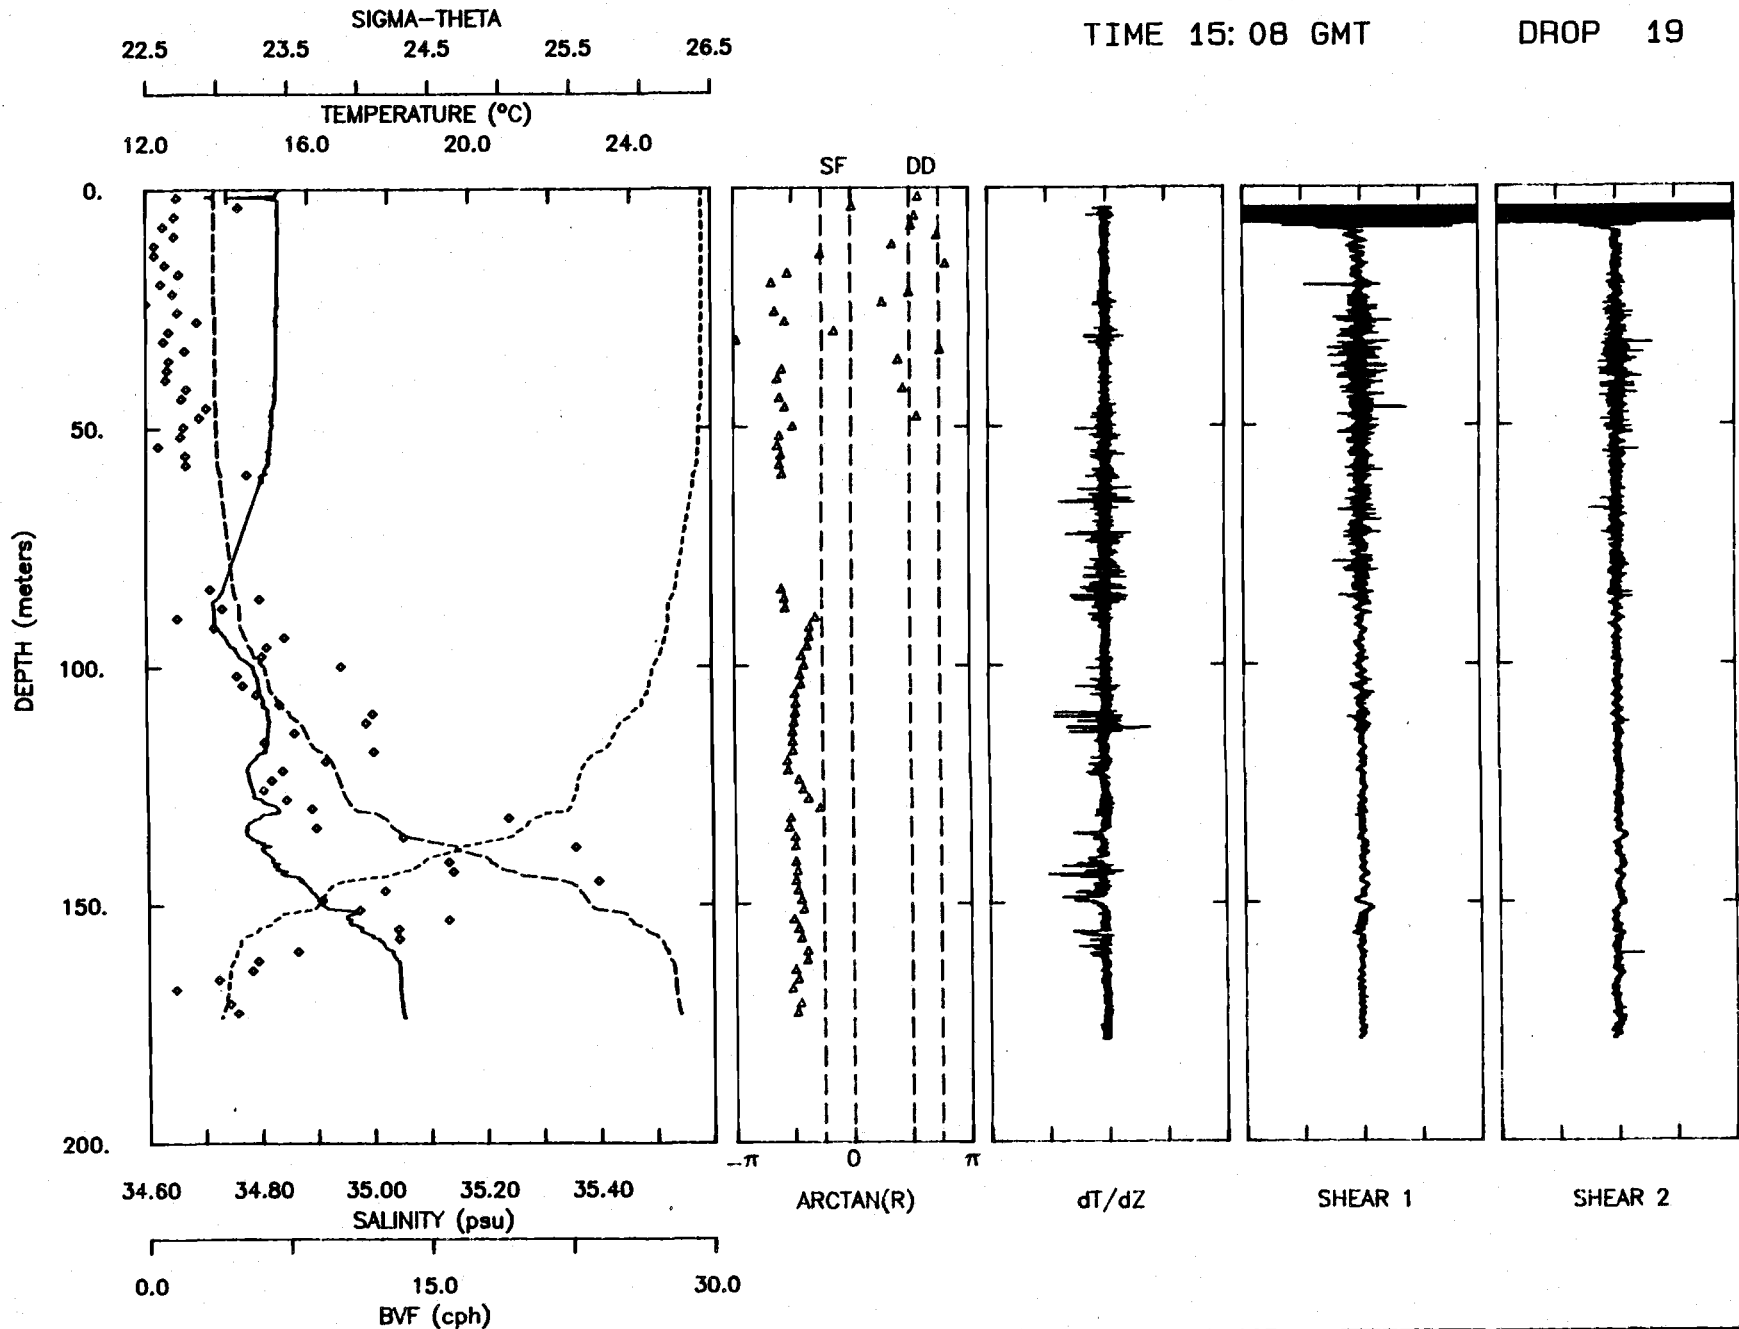 SIGMA-THETA
22.5 23.5 24.5 25.5 26.5
TIME 15:08 GMT DROP 19
TEMPERATURE (°C)
12.0 16.0 20.0 24.0
SF DD
0.
50.
100.
150.
200.
DEPTH (meters)
-π 0 π
34.60 34.80 35.00 35.20 35.40
SALINITY (psu)
ARCTAN(R) dT/dZ SHEAR 1 SHEAR 2
0.0 15.0 30.0
BVF (cph)